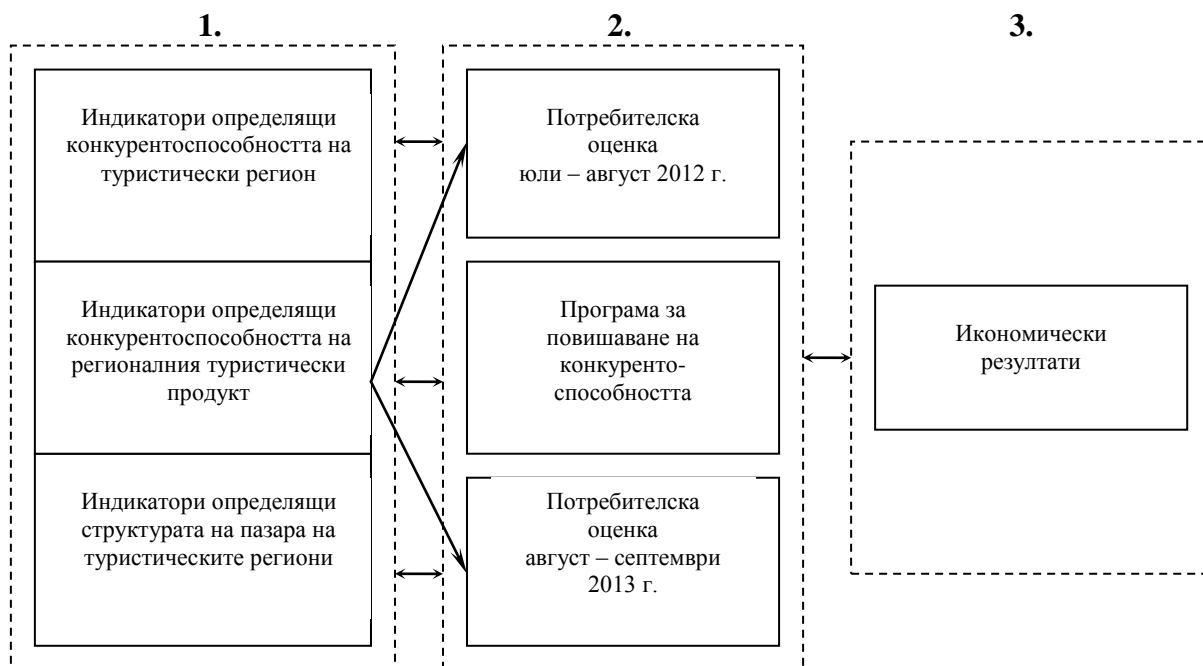 1.
2.
3.
Индикатори определящи
конкурентоспособността на
туристически регион
Индикатори определящи
конкурентоспособността на
регионалния туристически
продукт
Индикатори определящи
структурата на пазара на
туристическите региони
Потребителска
оценка
юли – август 2012 г.
Програма за
повишаване на
конкуренто-
способността
Потребителска
оценка
август – септември
2013 г.
Икономически
резултати